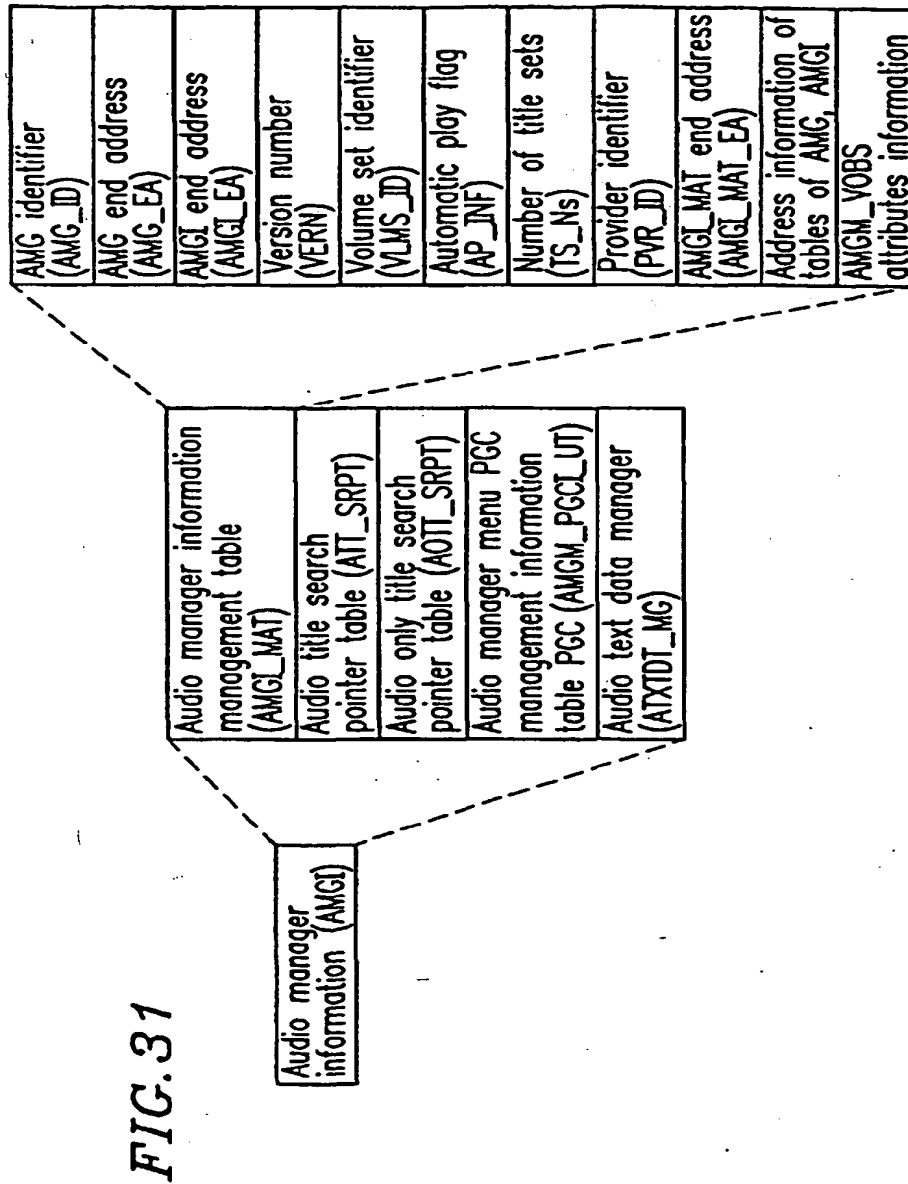 FIG.31
Audio manager
information (AMGI)
Audio manager information
management table
(AMGI_MAT)
Audio title search
pointer table (ATT_SRPT)
Audio only title search
pointer table (AOTT_SRPT)
Audio manager menu PGC
management information
table PGC (AMGM_PGCI_UT)
Audio text data manager
(ATXTDT_MG)
AMG identifier
(AMG_ID)
AMG end address
(AMG_EA)
AMGI end address
(AMGI_EA)
Version number
(VERN)
Volume set identifier
(VLMS_ID)
Automatic play flag
(AP_INF)
Number of title sets
(TS_Ns)
Provider identifier
(PVR_ID)
AMGI_MAT end address
(AMGI_MAT_EA)
Address information of
tables of AMG, AMGI
AMGM_VOBS
attributes information